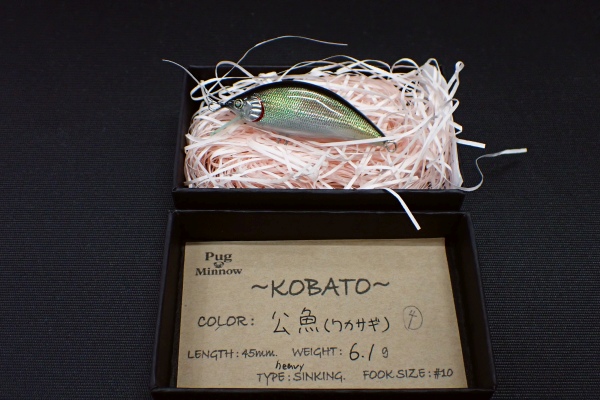 Pug
Minnow
~KOBATO~
COLOR: 公魚(ワカサギ)
LENGTH:45mm. WEIGHT: 6.1g
heavy
TYPE:SINKING. FOOK SIZE:#10